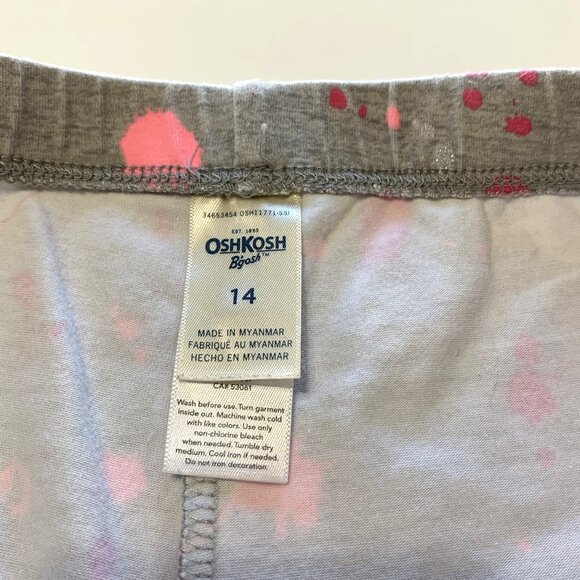 34653454 OSH11771-SSI
EST. 1895
OSHKOSH
B'gosh™
14
MADE IN MYANMAR
FABRIQUÉ AU MYANMAR
HECHO EN MYANMAR
CA# 53061
Wash before use. Turn garment
inside out. Machine wash cold
with like colors. Use only
non-chlorine bleach
when needed. Tumble dry
medium. Cool iron if needed.
Do not iron decoration.